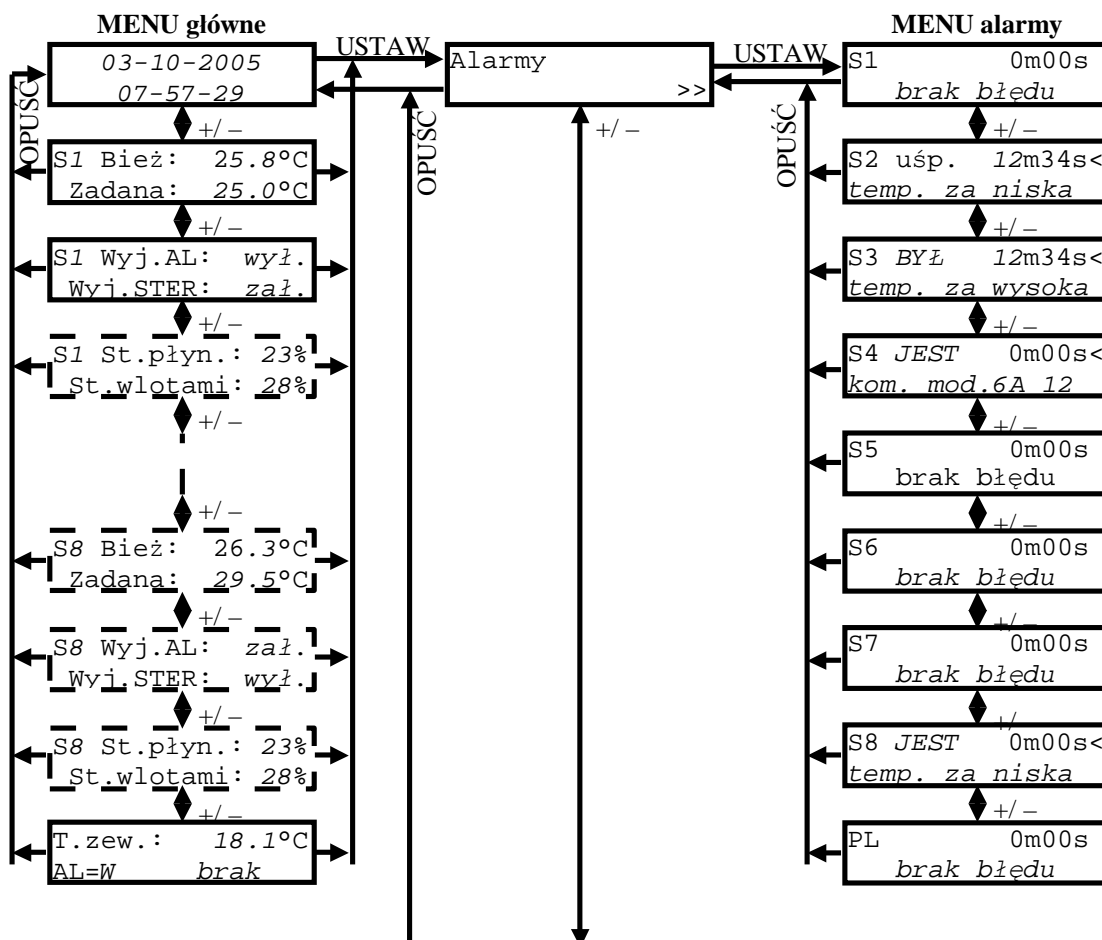 MENU główne
03-10-2005
07-57-29
OPUŚĆ
+/−
S1 Bież: 25.8°C
Zadana: 25.0°C
+/−
S1 Wyj.AL: wył.
Wyj.STER: zał.
+/−
S1 St.płyn.: 23%
St.wlotami: 28%
+/−
+/−
S8 Bież: 26.3°C
Zadana: 29.5°C
+/−
S8 Wyj.AL: zał.
Wyj.STER: wył.
+/−
S8 St.płyn.: 23%
St.wlotami: 28%
+/−
T.zew.: 18.1°C
AL=W brak
USTAW
OPUŚĆ
Alarmy
>>
+/−
USTAW
OPUŚĆ
MENU alarmy
S1 0m00s
brak błędu
+/−
S2 uśp. 12m34s<
temp. za niska
+/−
S3 BYŁ 12m34s<
temp. za wysoka
+/−
S4 JEST 0m00s<
kom. mod.6A 12
+/−
S5 0m00s
brak błędu
+/−
S6 0m00s
brak błędu
+/−
S7 0m00s
brak błędu
+/−
S8 JEST 0m00s<
temp. za niska
+/−
PL 0m00s
brak błędu